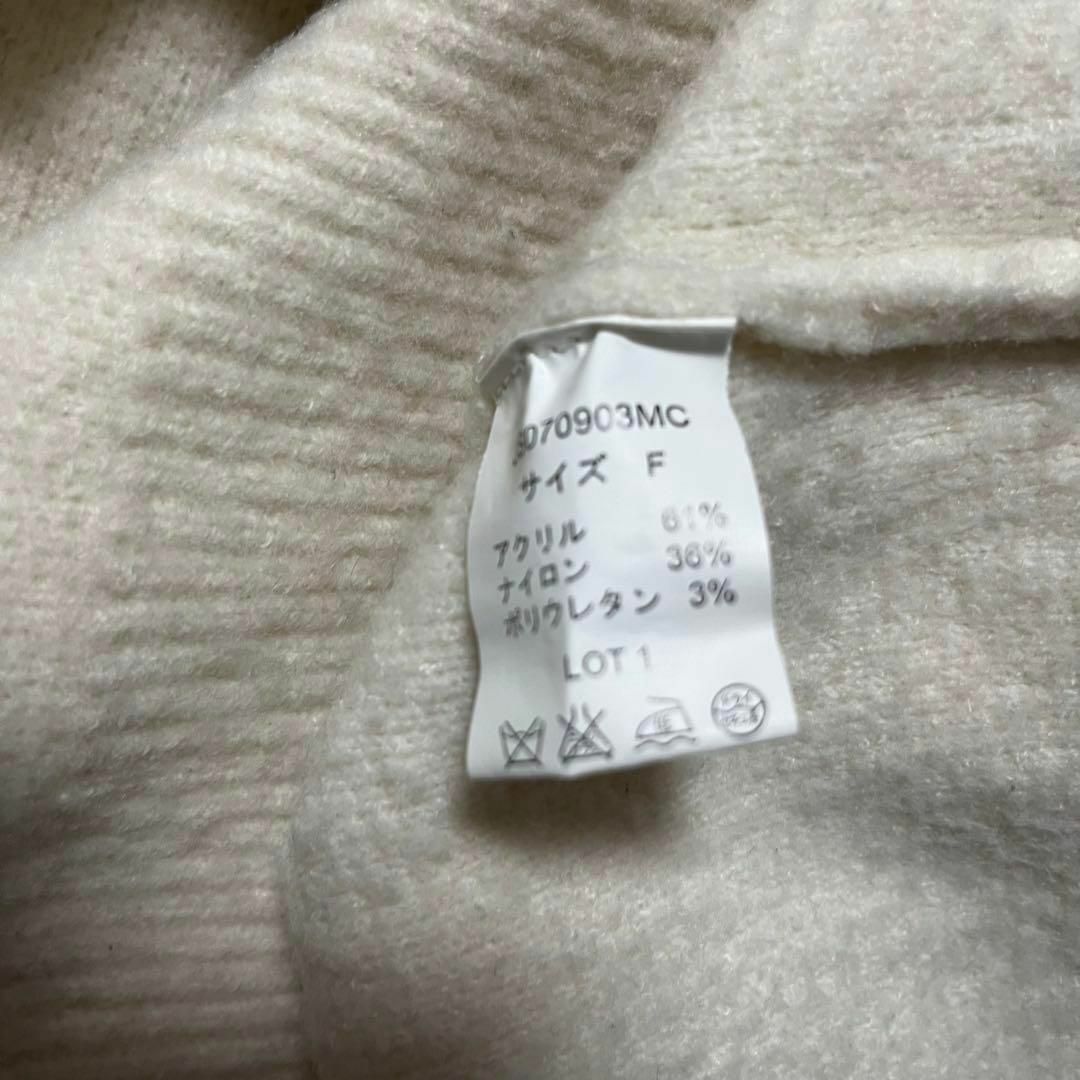 3070903MC
サイズ F
アクリル 61%
ナイロン 36%
ポリウレタン 3%
LOT 1